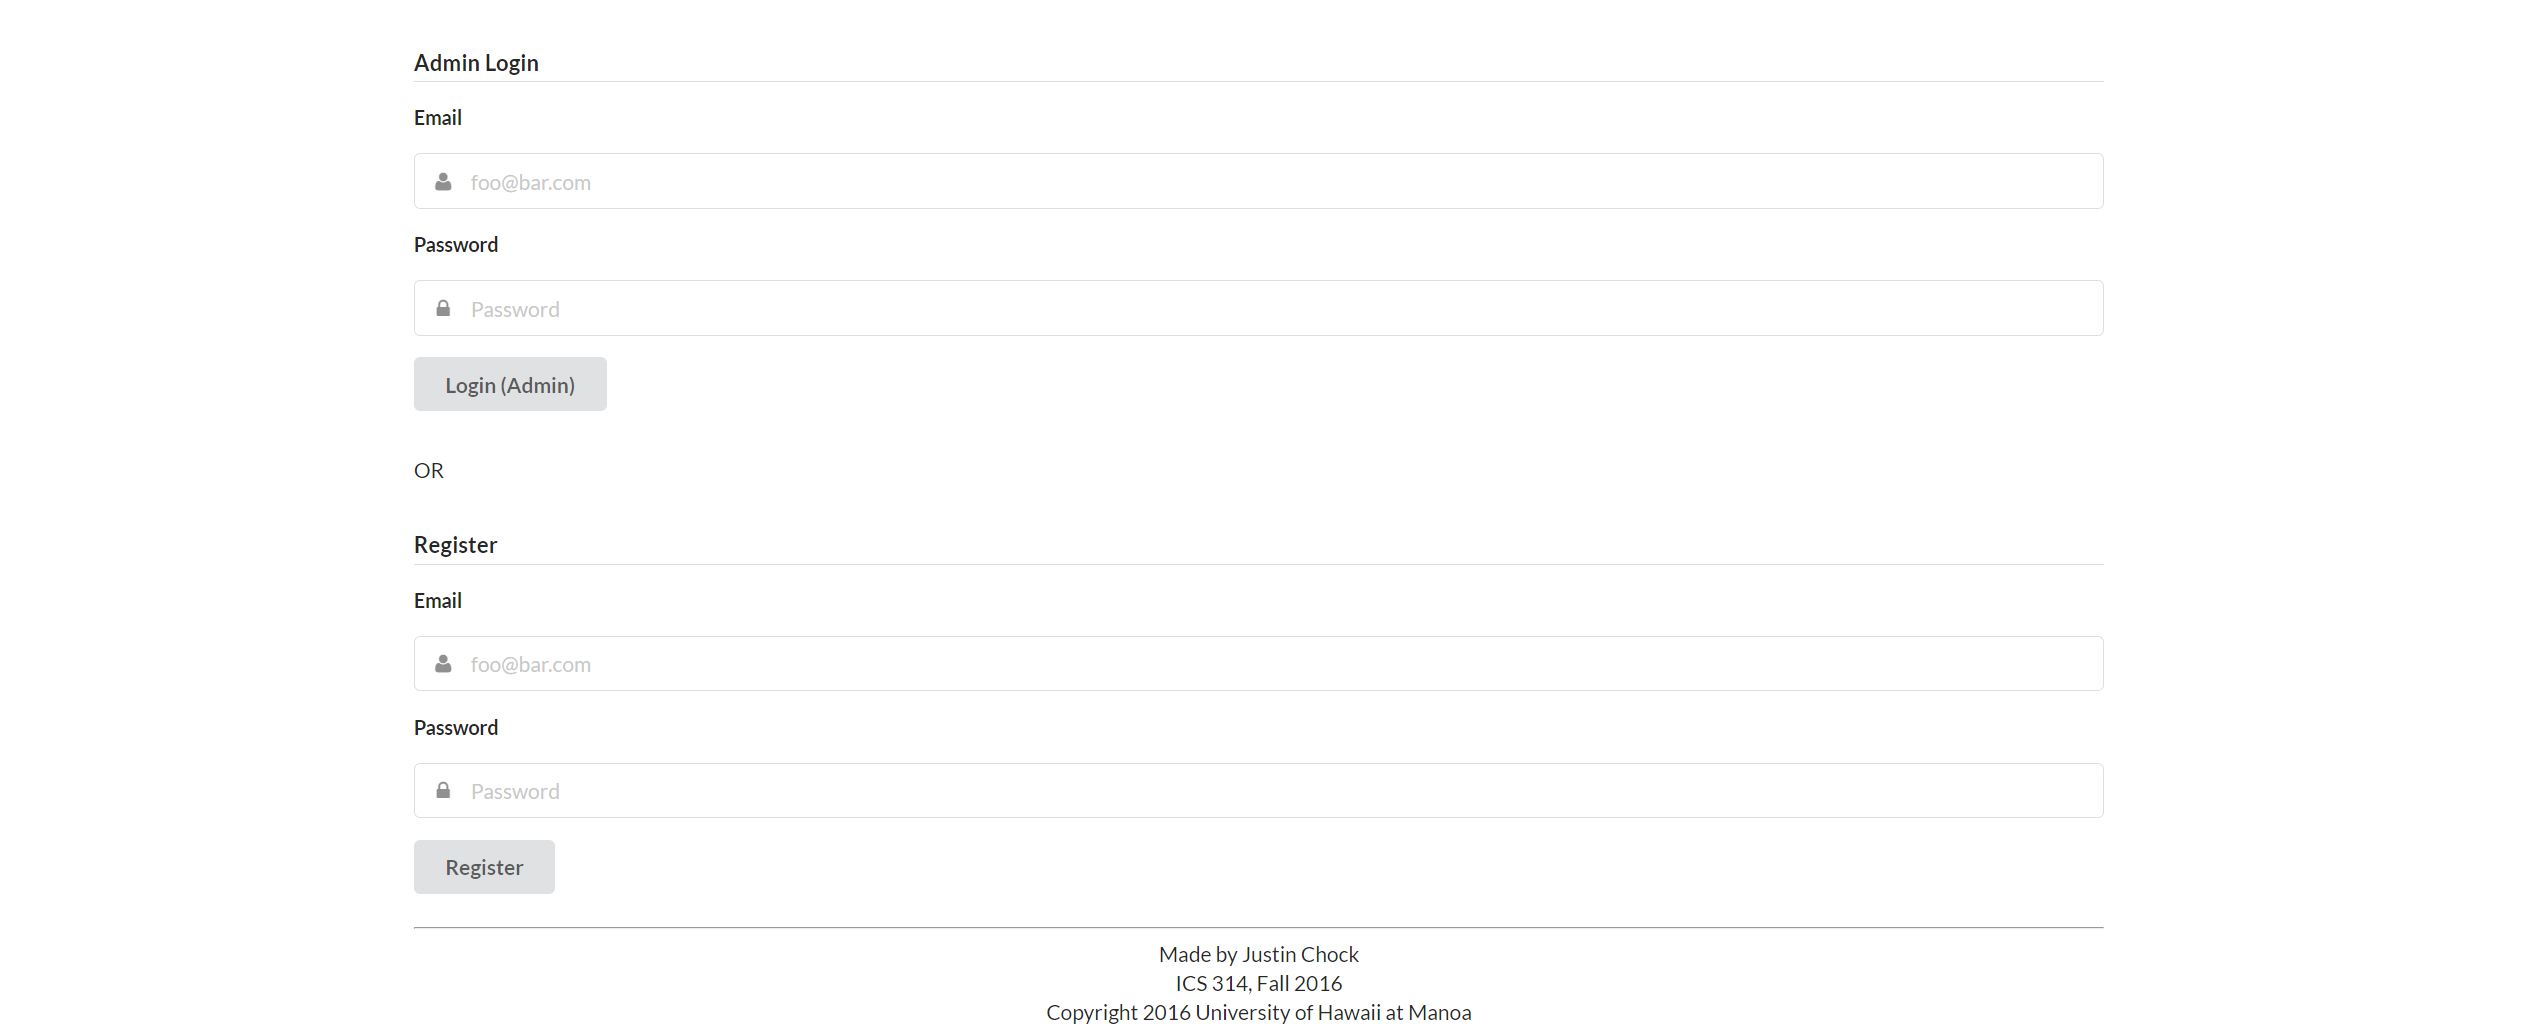 Admin Login
Email
foo@bar.com
Password
Password
Login (Admin)
OR
Register
Email
foo@bar.com
Password
Password
Register
Made by Justin Chock
ICS 314, Fall 2016
Copyright 2016 University of Hawaii at Manoa